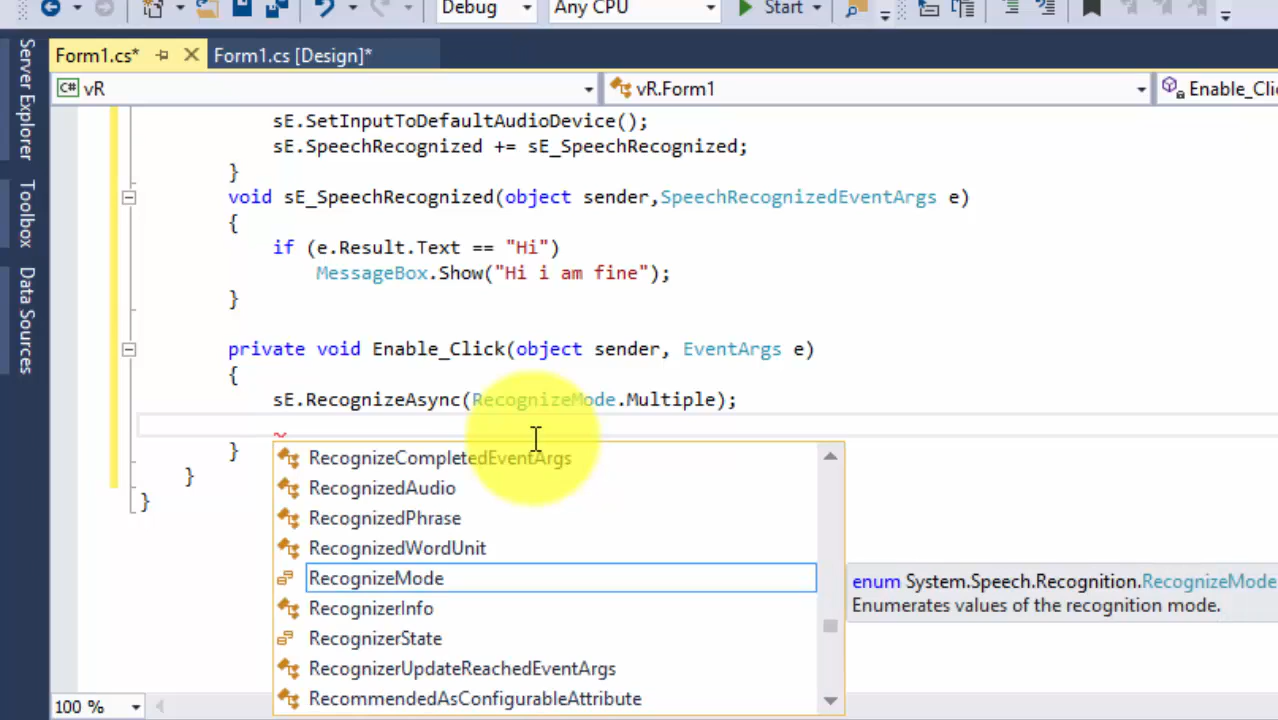 Debug Any CPU Start
Form1.cs* Form1.cs [Design]*
C# vR vR.Form1 Enable_Clic
Server Explorer
Toolbox
Data Sources
sE.SetInputToDefaultAudioDevice();
sE.SpeechRecognized += sE_SpeechRecognized;
}
void sE_SpeechRecognized(object sender,SpeechRecognizedEventArgs e)
{
if (e.Result.Text == "Hi")
MessageBox.Show("Hi i am fine");
}
private void Enable_Click(object sender, EventArgs e)
{
sE.RecognizeAsync(RecognizeMode.Multiple);
}
}
}
RecognizeCompletedEventArgs
RecognizedAudio
RecognizedPhrase
RecognizedWordUnit
RecognizeMode
RecognizerInfo
RecognizerState
RecognizerUpdateReachedEventArgs
RecommendedAsConfigurableAttribute
enum System.Speech.Recognition.RecognizeMode
Enumerates values of the recognition mode.
100 %